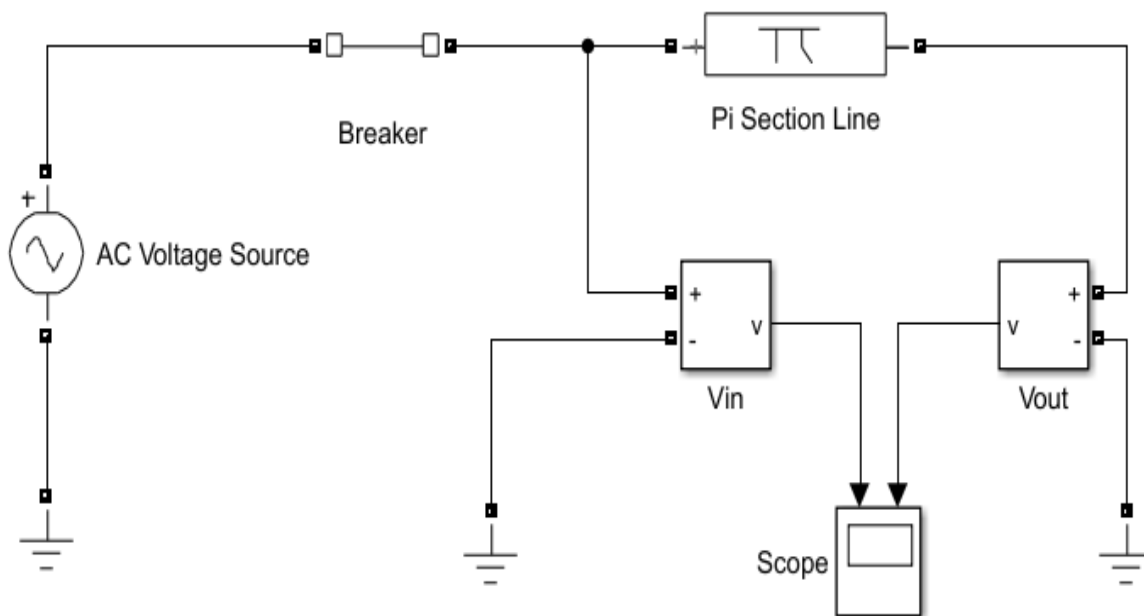 Breaker
Pi Section Line
+
AC Voltage Source
+
-
v
Vin
v
+
-
Vout
Scope